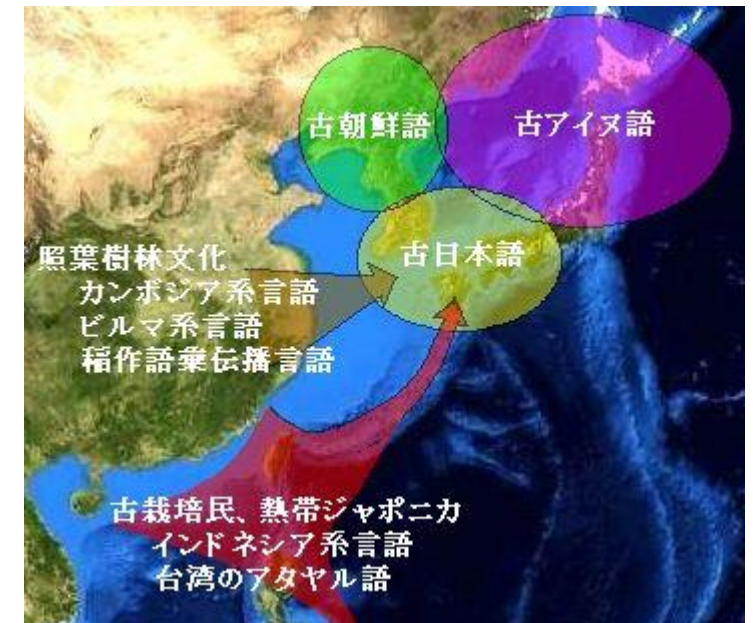 古朝鮮語
古アイヌ語
古日本語
照葉樹林文化
カンボジア系言語
ビルマ系言語
稲作語彙伝播言語
古栽培民、熱帯ジャポニカ
インドネシア系言語
台湾のアタヤル語